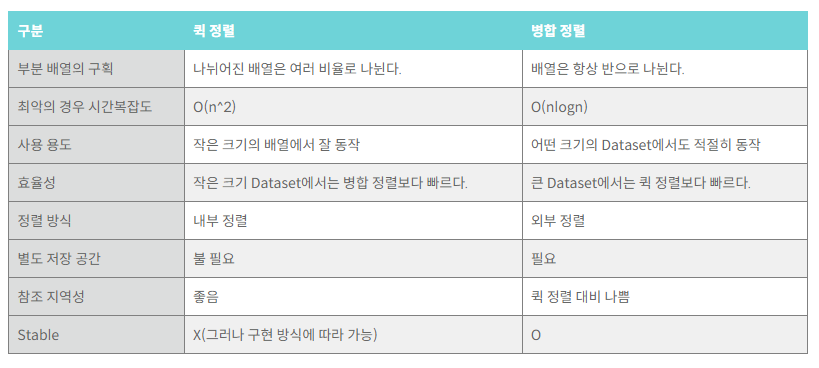 구분 퀵 정렬 병합 정렬
부분 배열의 구획 나뉘어진 배열은 여러 비율로 나뉜다. 배열은 항상 반으로 나뉜다.
최악의 경우 시간복잡도 O(n^2) O(nlogn)
사용 용도 작은 크기의 배열에서 잘 동작 어떤 크기의 Dataset에서도 적절히 동작
효율성 작은 크기 Dataset에서는 병합 정렬보다 빠르다. 큰 Dataset에서는 퀵 정렬보다 빠르다.
정렬 방식 내부 정렬 외부 정렬
별도 저장 공간 불 필요 필요
참조 지역성 좋음 퀵 정렬 대비 나쁨
Stable X(그러나 구현 방식에 따라 가능) O